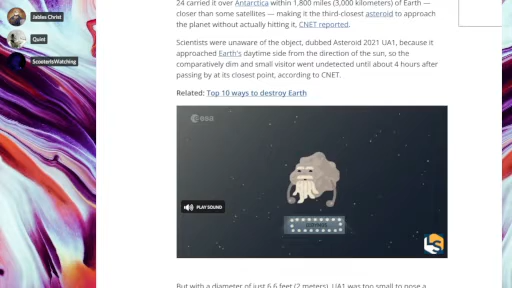 Jables Christ
Quint
ScooterIsWatching
24 carried it over Antarctica within 1,800 miles (3,000 kilometers) of Earth —
closer than some satellites — making it the third-closest asteroid to approach
the planet without actually hitting it, CNET reported.
Scientists were unaware of the object, dubbed Asteroid 2021 UA1, because it
approached Earth's daytime side from the direction of the sun, so the
comparatively dim and small visitor went undetected until about 4 hours after
passing by at its closest point, according to CNET.
Related: Top 10 ways to destroy Earth
esa
PLAY SOUND
LS
But with a diameter of just 6.6 feet (2 meters), UA1 was too small to pose a